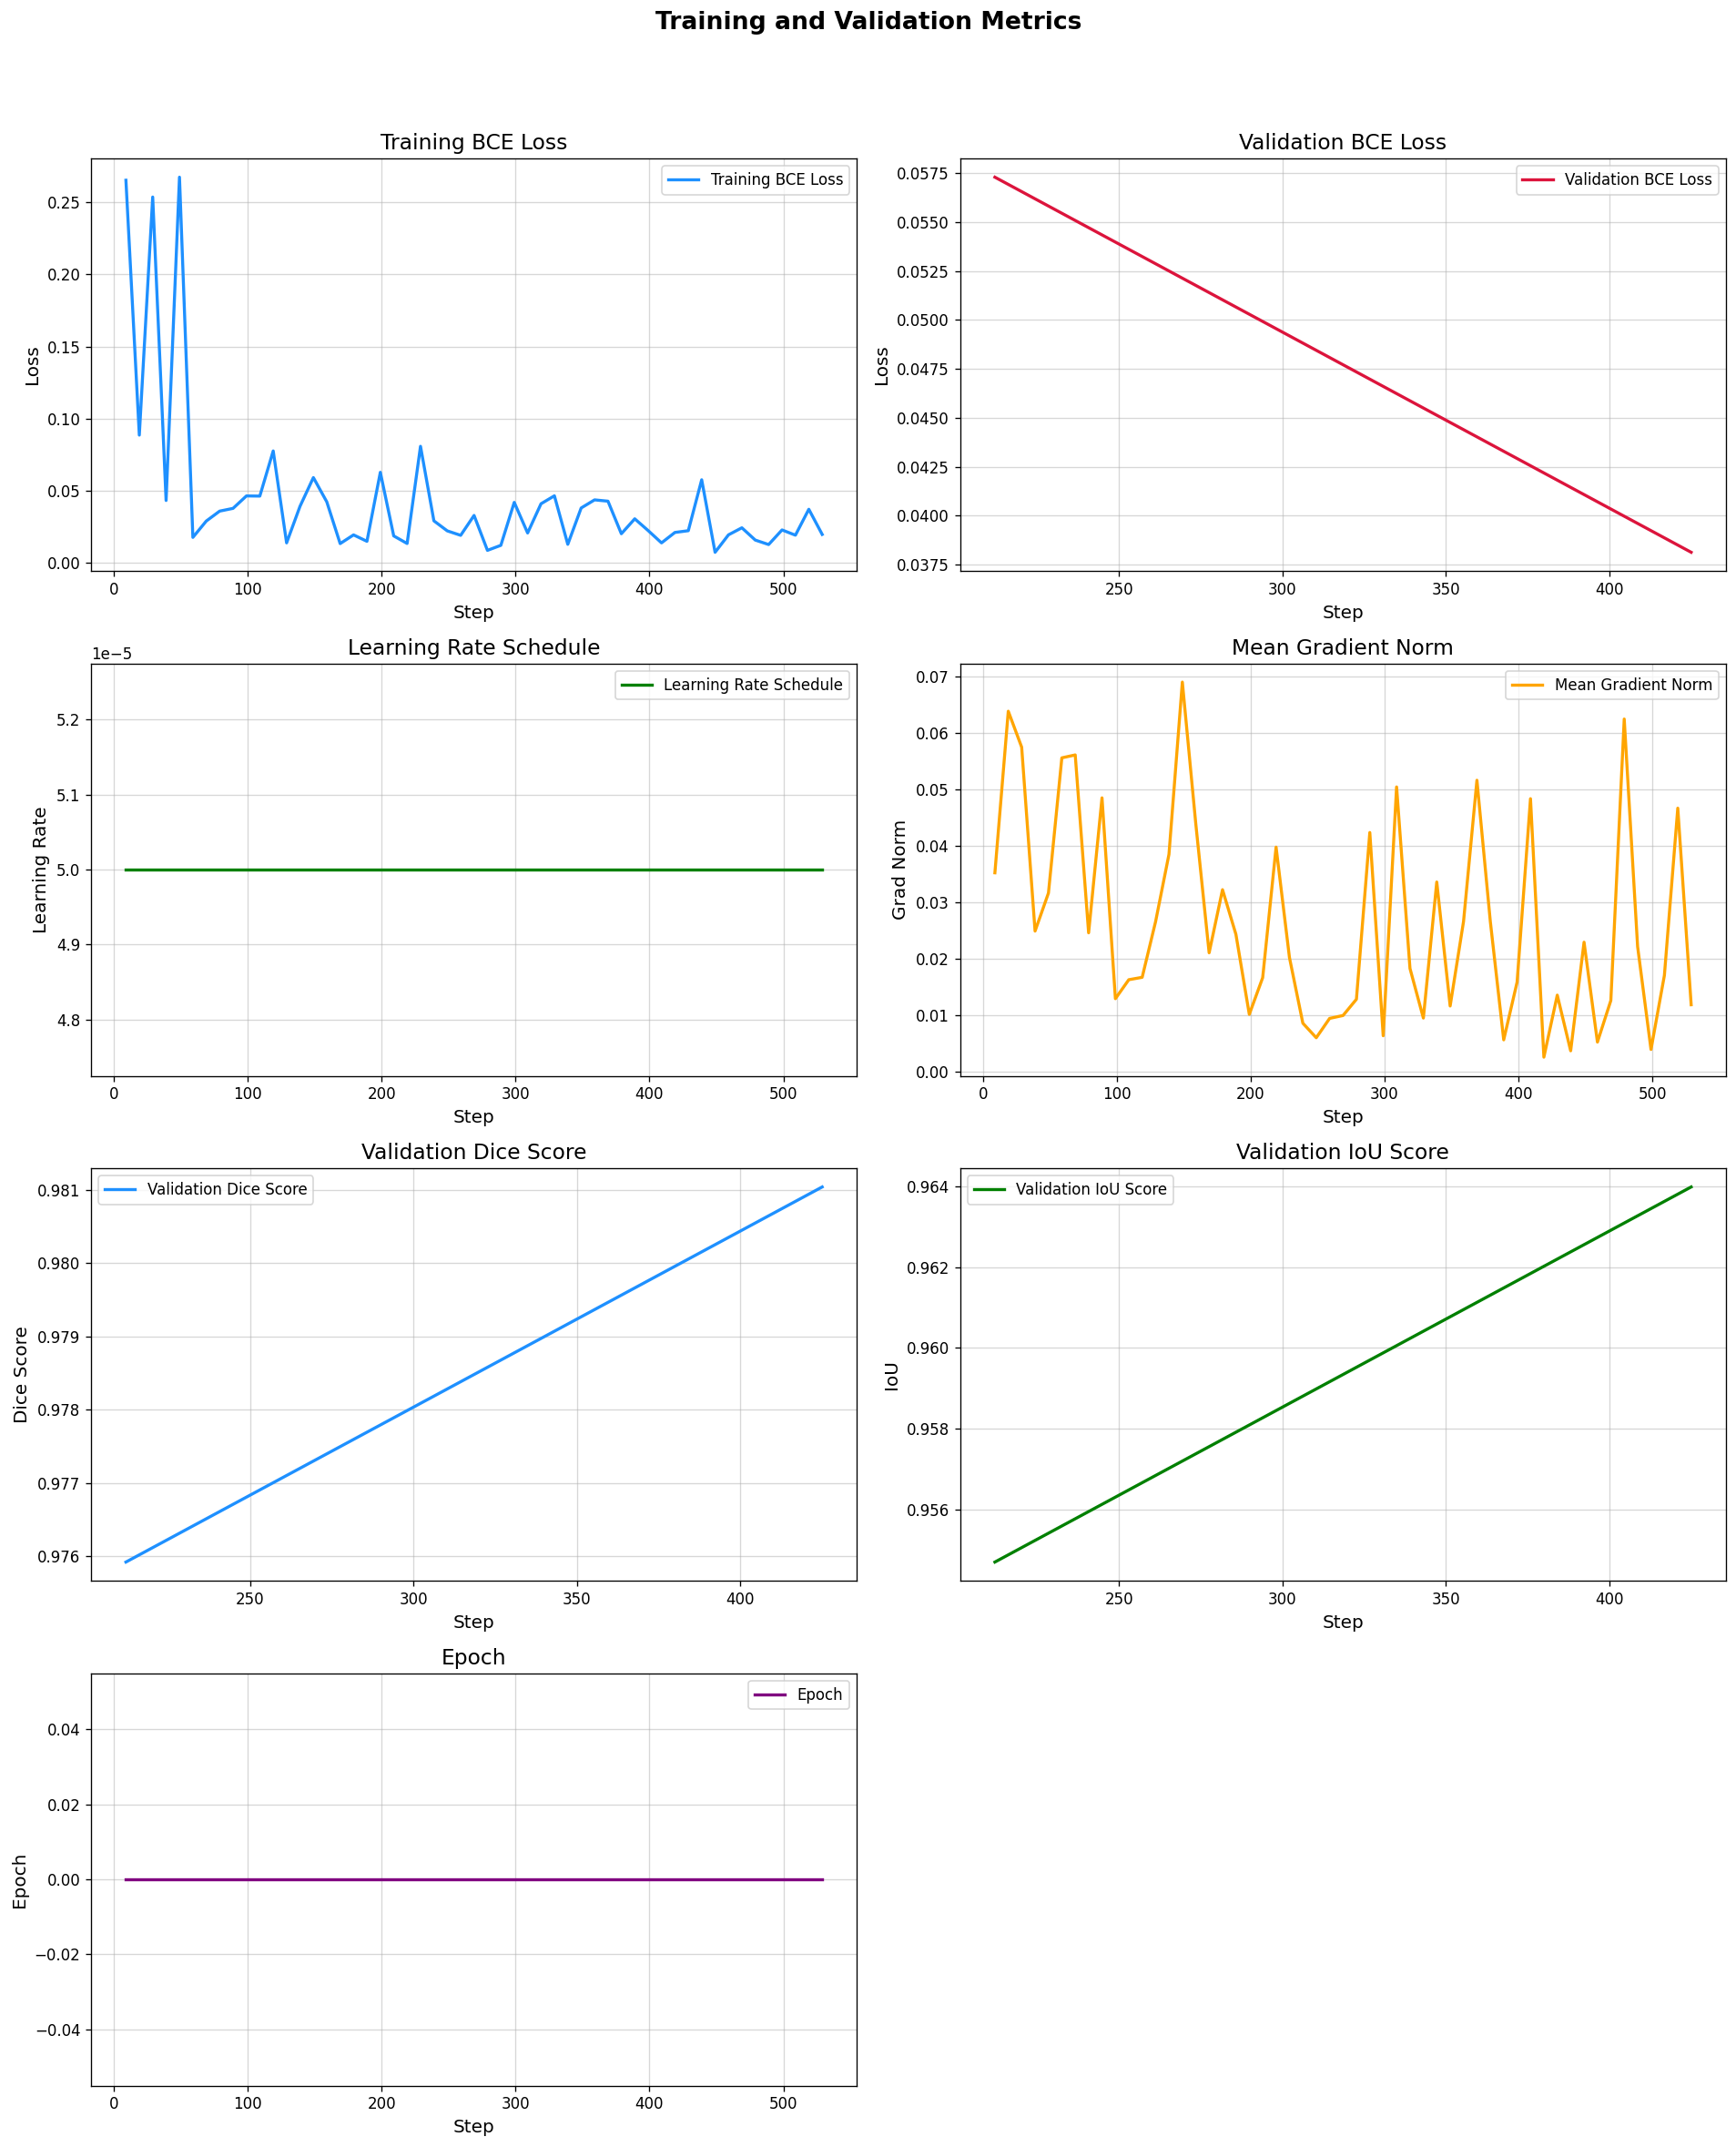 Training and Validation Metrics
Training BCE Loss
Training BCE Loss
0.25
0.20
0.15
0.10
0.05
0.00
Loss
0 100 200 300 400 500
Step
Validation BCE Loss
Validation BCE Loss
0.0575
0.0550
0.0525
0.0500
0.0475
0.0450
0.0425
0.0400
0.0375
Loss
250 300 350 400
Step
Learning Rate Schedule
1e−5
Learning Rate Schedule
5.2
5.1
5.0
4.9
4.8
Learning Rate
0 100 200 300 400 500
Step
Mean Gradient Norm
Mean Gradient Norm
0.07
0.06
0.05
0.04
0.03
0.02
0.01
0.00
Grad Norm
0 100 200 300 400 500
Step
Validation Dice Score
Validation Dice Score
0.981
0.980
0.979
0.978
0.977
0.976
Dice Score
250 300 350 400
Step
Validation IoU Score
Validation IoU Score
0.964
0.962
0.960
0.958
0.956
IoU
250 300 350 400
Step
Epoch
Epoch
0.04
0.02
0.00
−0.02
−0.04
Epoch
0 100 200 300 400 500
Step